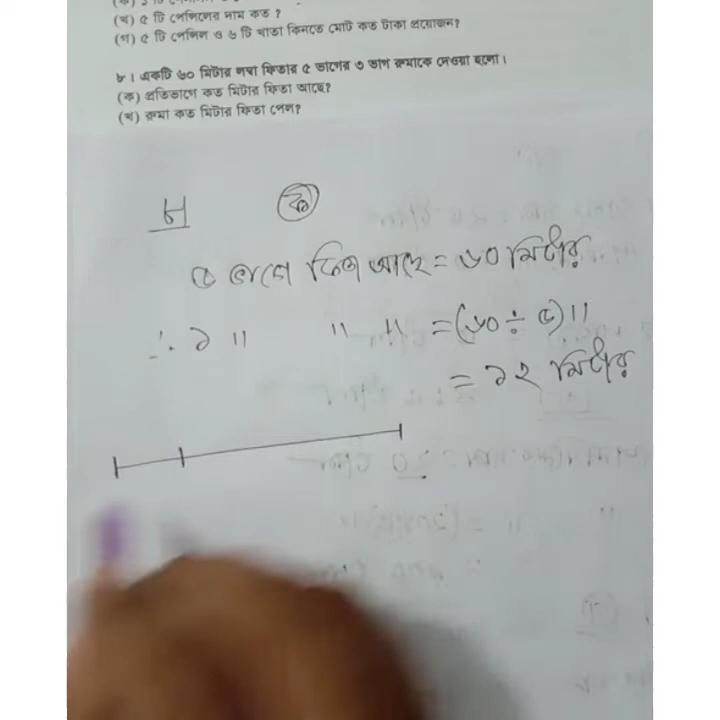 (খ) ৫ টি পেন্সিলের দাম কত ?
(গ) ৫ টি পেন্সিল ও ৬ টি খাতা কিনতে মোট কত টাকা প্রয়োজন?
৮। একটি ৬০ মিটার লম্বা ফিতার ৫ ভাগের ৩ ভাগ রুমাকে দেওয়া হলো।
(ক) প্রতিভাগে কত মিটার ফিতা আছে?
(খ) রুমা কত মিটার ফিতা পেল?
৮ ক
৫ ভাগে ফিতা আছে = ৬০ মিটার
∴ ১ " " " = (৬০ ÷ ৫) "
= ১২ মিটার